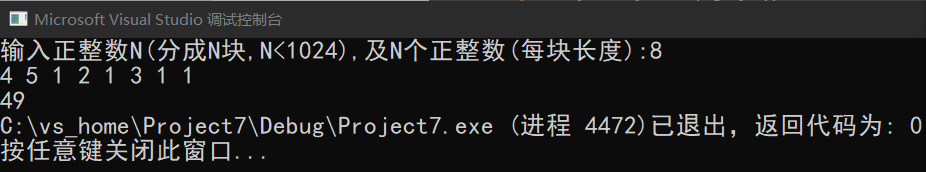 Microsoft Visual Studio 调试控制台
输入正整数N(分成N块,N<1024),及N个正整数(每块长度):8
4 5 1 2 1 3 1 1
49
C:\vs_home\Project7\Debug\Project7.exe (进程 4472)已退出，返回代码为: 0
按任意键关闭此窗口...